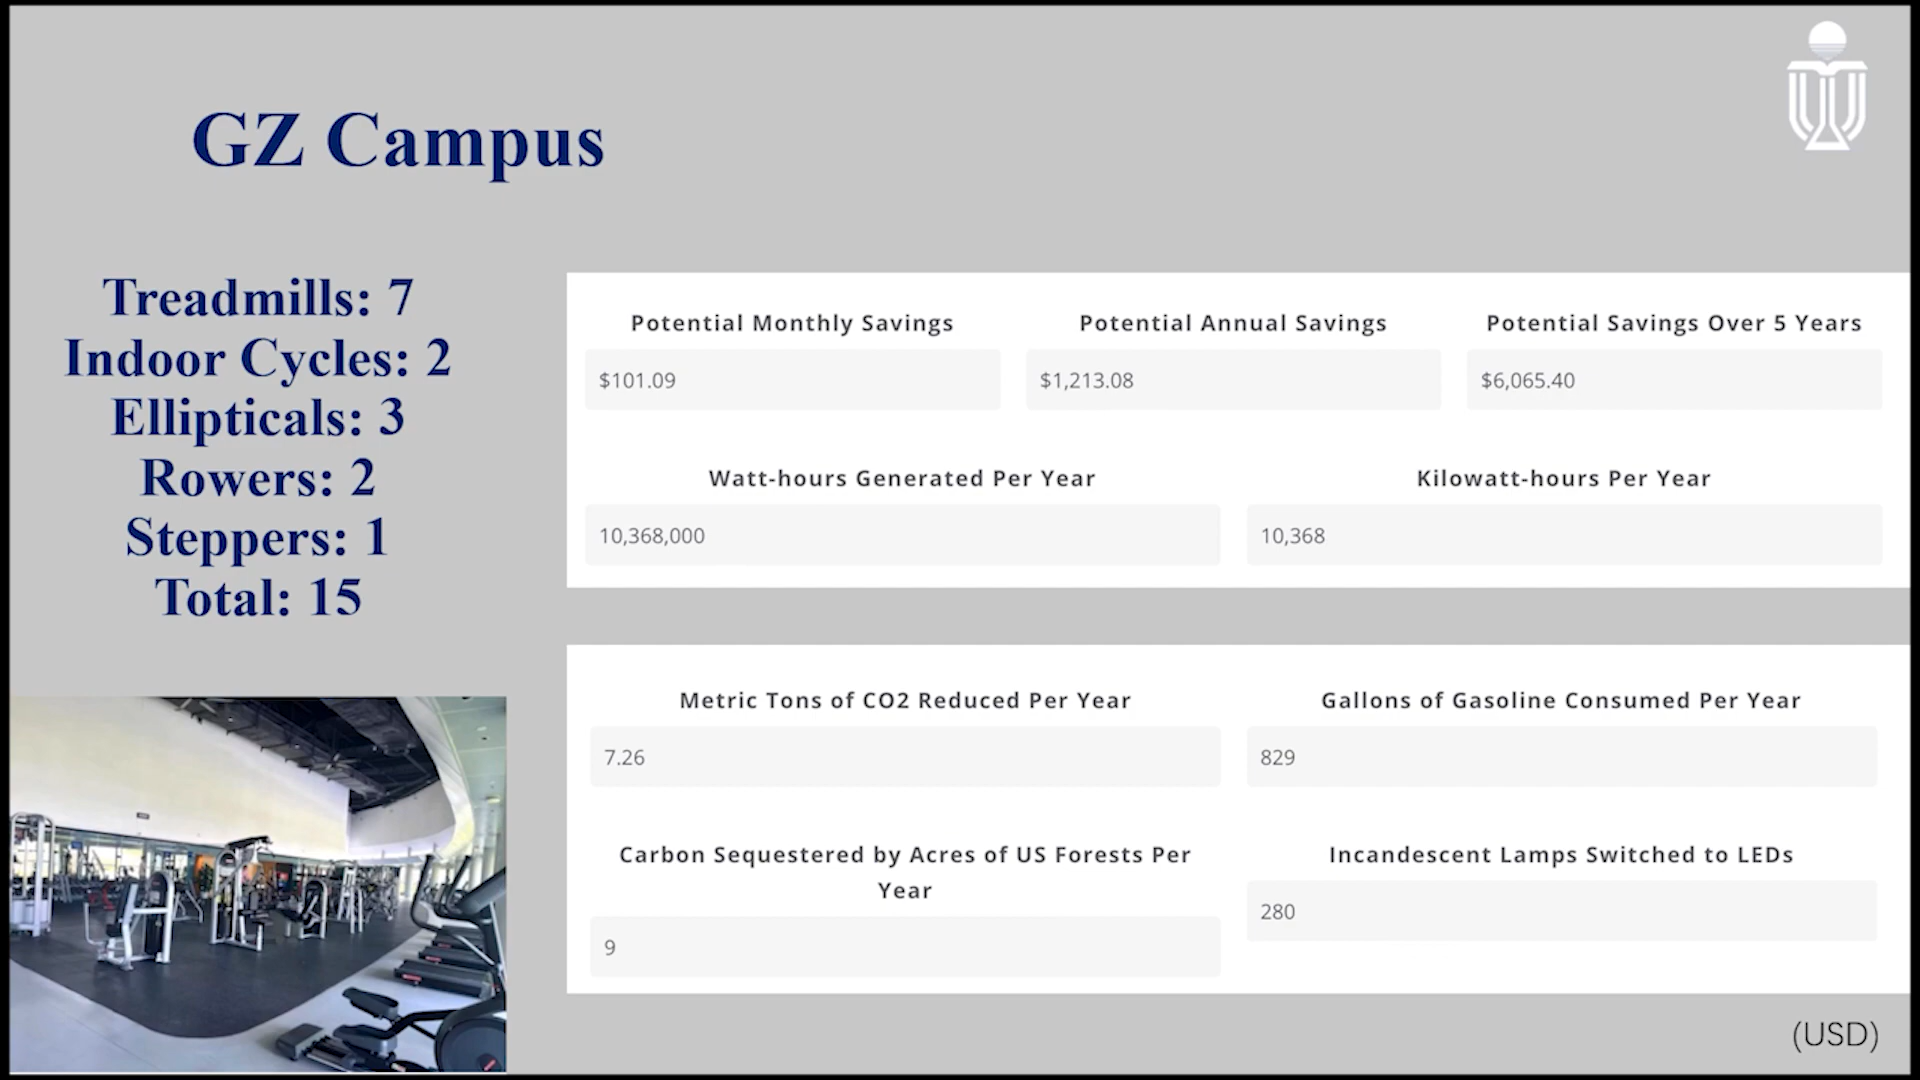 GZ Campus
Treadmills: 7
Indoor Cycles: 2
Ellipticals: 3
Rowers: 2
Steppers: 1
Total: 15
Potential Monthly Savings
$101.09
Potential Annual Savings
$1,213.08
Potential Savings Over 5 Years
$6,065.40
Watt-hours Generated Per Year
10,368,000
Kilowatt-hours Per Year
10,368
Metric Tons of CO2 Reduced Per Year
7.26
Gallons of Gasoline Consumed Per Year
829
Carbon Sequestered by Acres of US Forests Per
Year
9
Incandescent Lamps Switched to LEDs
280
(USD)